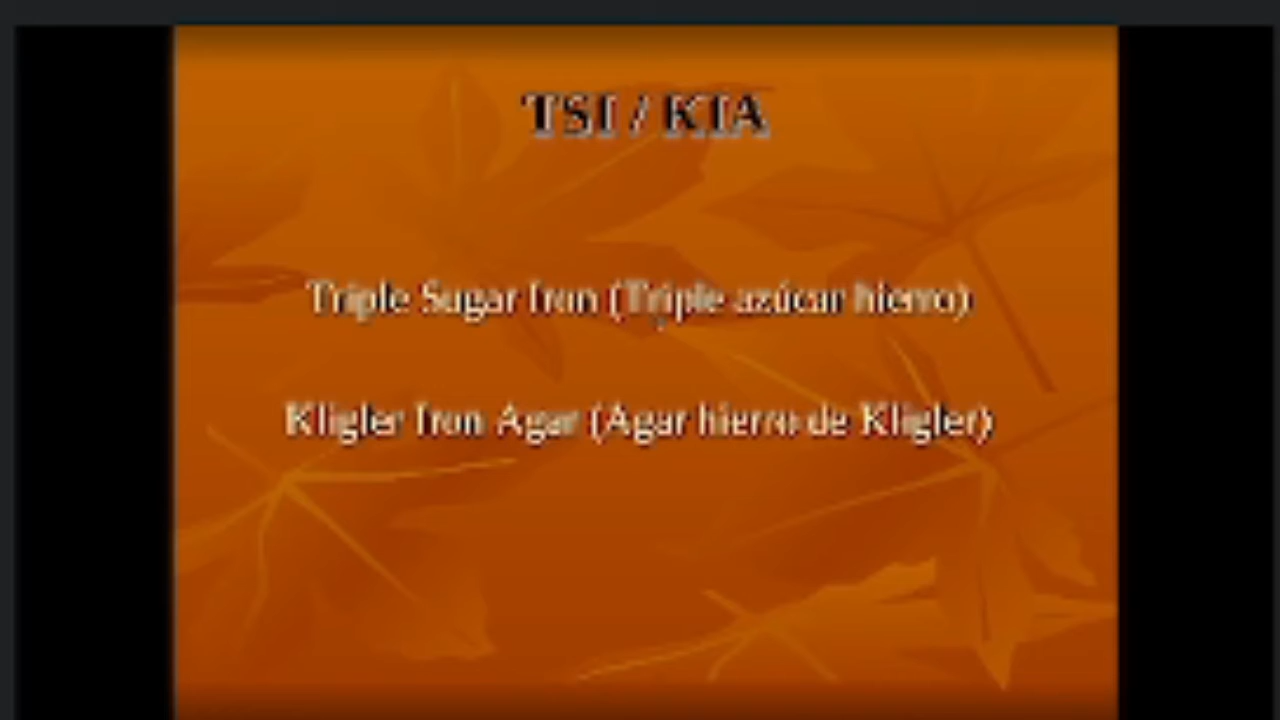 TSI / KIA
Triple Sugar Iron (Triple azúcar hierro)
Kligler Iron Agar (Agar hierro de Kligler)